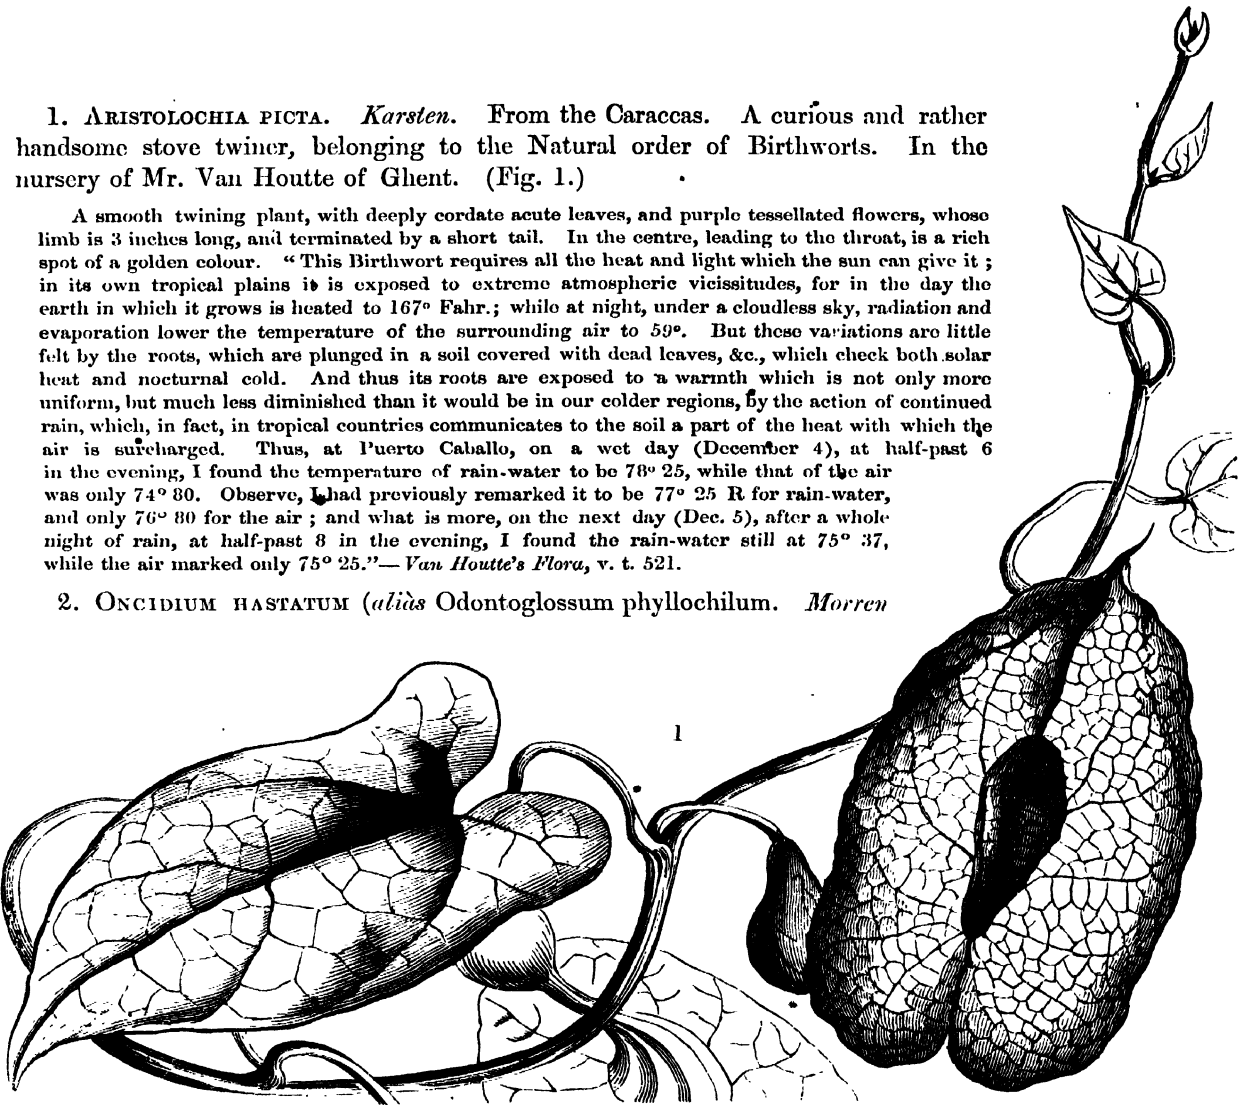 1. ARISTOLOCHIA PICTA. Karsten. From the Caraccas. A curious and rather
handsome stove twiner, belonging to the Natural order of Birthworts. In the
nursery of Mr. Van Houtte of Ghent. (Fig. 1.)
A smooth twining plant, with deeply cordate acute leaves, and purple tessellated flowers, whose
limb is 3 inches long, and terminated by a short tail. In the centre, leading to the throat, is a rich
spot of a golden colour. “This Birthwort requires all the heat and light which the sun can give it;
in its own tropical plains it is exposed to extreme atmospheric vicissitudes, for in the day the
earth in which it grows is heated to 167° Fahr.; while at night, under a cloudless sky, radiation and
evaporation lower the temperature of the surrounding air to 59°. But these variations are little
felt by the roots, which are plunged in a soil covered with dead leaves, &c., which check both solar
heat and nocturnal cold. And thus its roots are exposed to a warmth which is not only more
uniform, but much less diminished than it would be in our colder regions, by the action of continued
rain, which, in fact, in tropical countries communicates to the soil a part of the heat with which the
air is surcharged. Thus, at Puerto Caballo, on a wet day (December 4), at half-past 6
in the evening, I found the temperature of rain-water to be 78° 25, while that of the air
was only 74° 80. Observe, I had previously remarked it to be 77° 25 R for rain-water,
and only 76° 80 for the air; and what is more, on the next day (Dec. 5), after a whole
night of rain, at half-past 8 in the evening, I found the rain-water still at 75° 37,
while the air marked only 75° 25.”—Van Houtte's Flora, v. t. 521.
2. ONCIDIUM HASTATUM (aliàs Odontoglossum phyllochilum. Morren
1